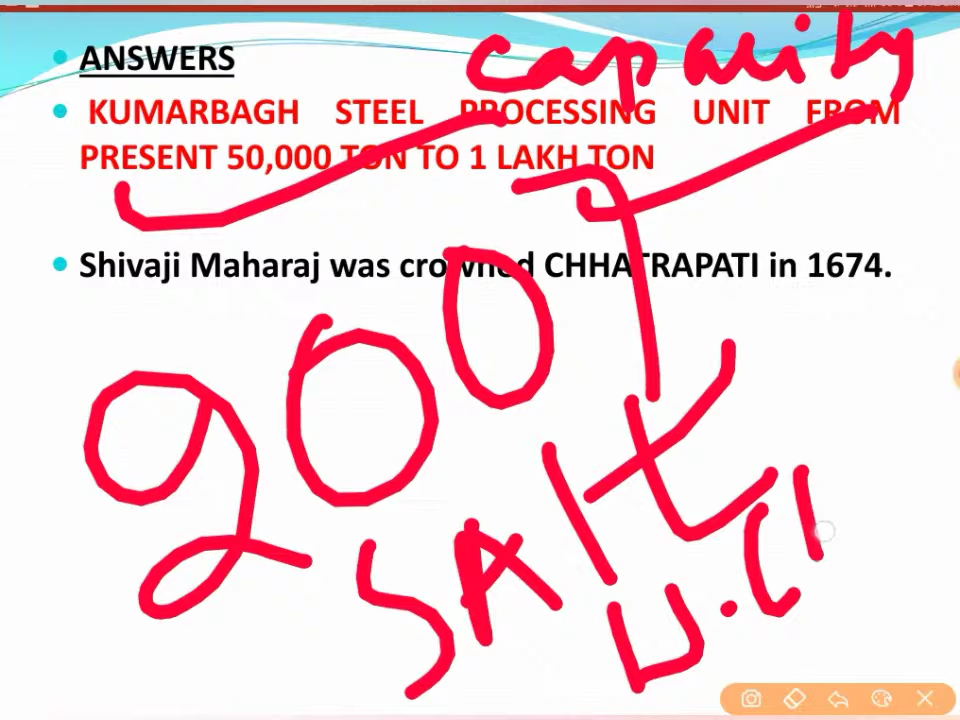 ANSWERS
capacity
KUMARBAGH STEEL PROCESSING UNIT FROM
PRESENT 50,000 TON TO 1 LAKH TON
Shivaji Maharaj was crowned CHHATRAPATI in 1674.
2007
SAIL